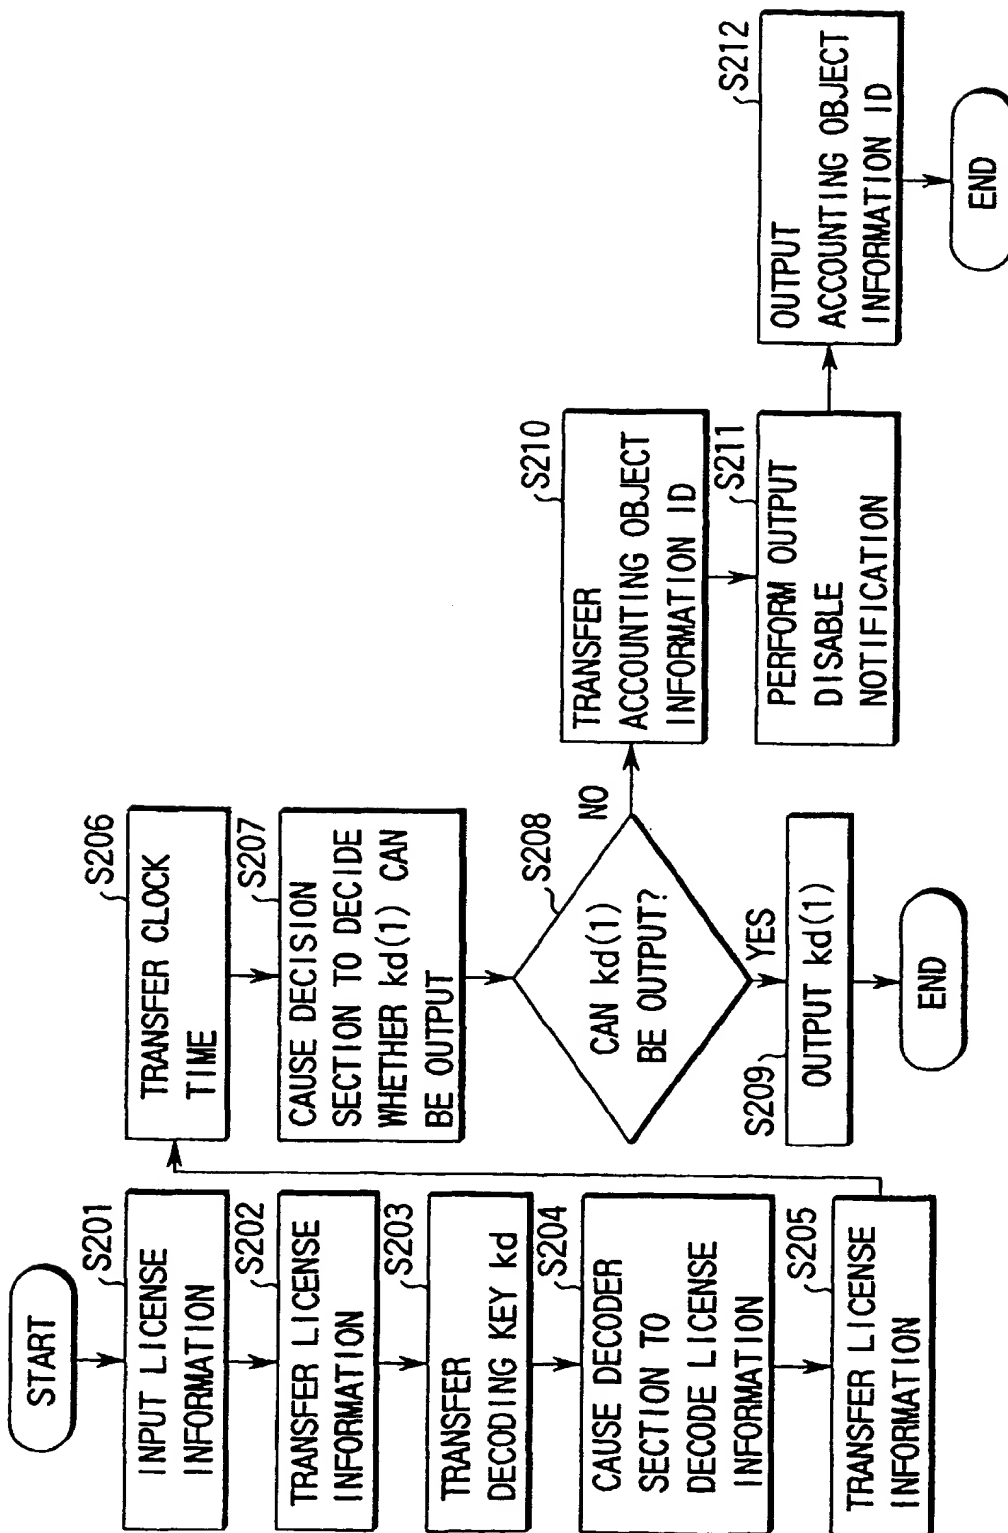 START
S201
INPUT LICENSE
INFORMATION
S202
TRANSFER LICENSE
INFORMATION
S203
TRANSFER
DECODING KEY kd
S204
CAUSE DECODER
SECTION TO
DECODE LICENSE
INFORMATION
S205
TRANSFER LICENSE
INFORMATION
S206
TRANSFER CLOCK
TIME
S207
CAUSE DECISION
SECTION TO DECIDE
WHETHER kd(1) CAN
BE OUTPUT
S208
CAN kd(1)
BE OUTPUT?
NO
YES
S209
OUTPUT kd(1)
END
S210
TRANSFER
ACCOUNTING OBJECT
INFORMATION ID
S211
PERFORM OUTPUT
DISABLE
NOTIFICATION
S212
OUTPUT
ACCOUNTING OBJECT
INFORMATION ID
END